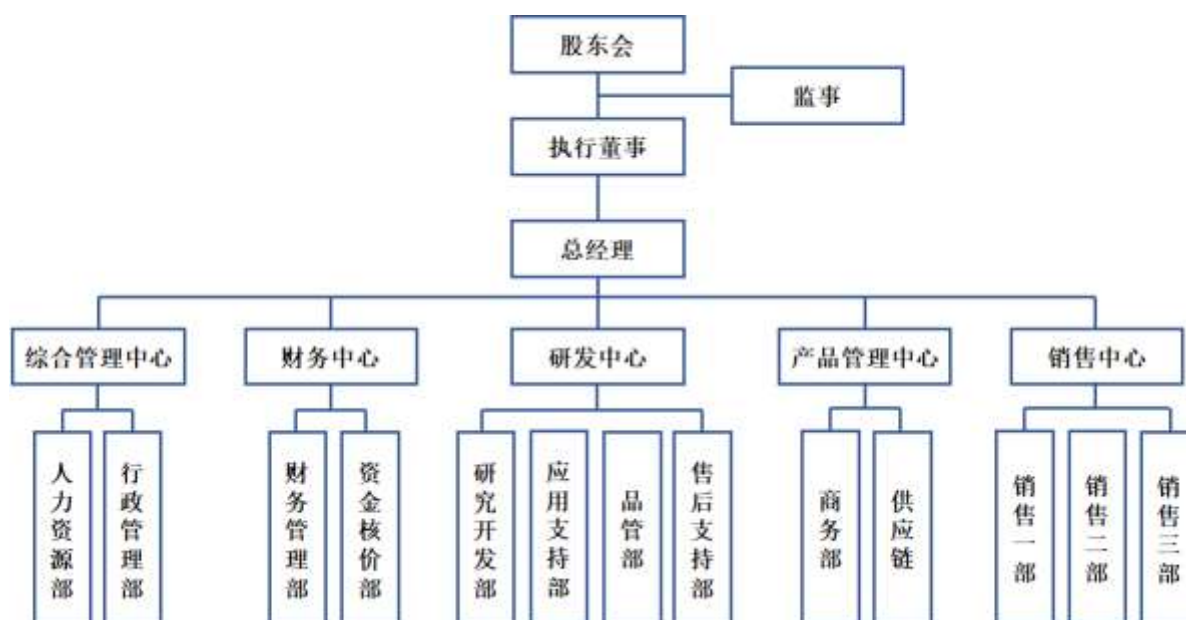 股东会
监事
执行董事
总经理
综合管理中心
财务中心
研发中心
产品管理中心
销售中心
人力资源部
行政管理部
财务管理部
资金核价部
研究开发部
应用支持部
品管部
售后支持部
商务部
供应链
销售一部
销售二部
销售三部